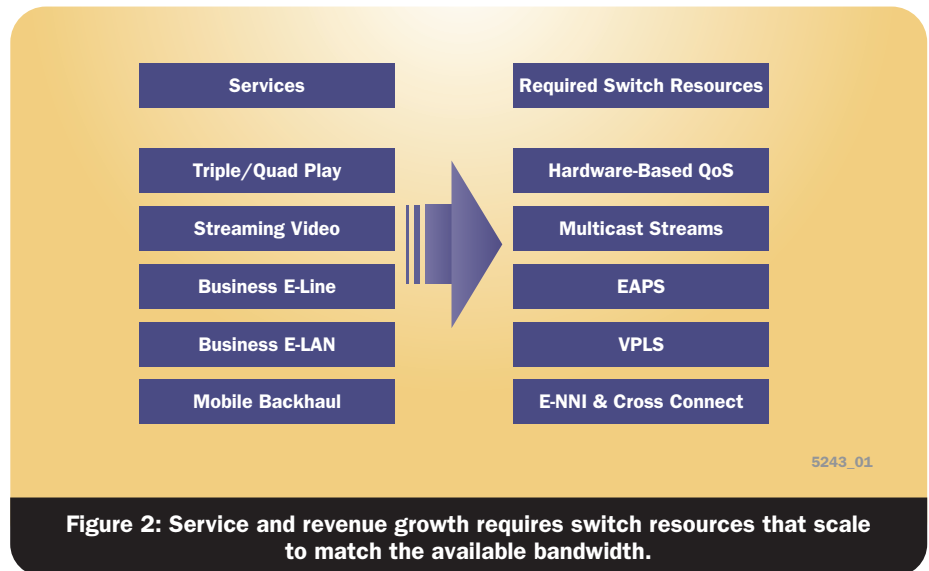 Services
Required Switch Resources
Triple/Quad Play
Hardware-Based QoS
Streaming Video
Multicast Streams
Business E-Line
EAPS
Business E-LAN
VPLS
Mobile Backhaul
E-NNI & Cross Connect
5243_01
Figure 2: Service and revenue growth requires switch resources that scale
to match the available bandwidth.